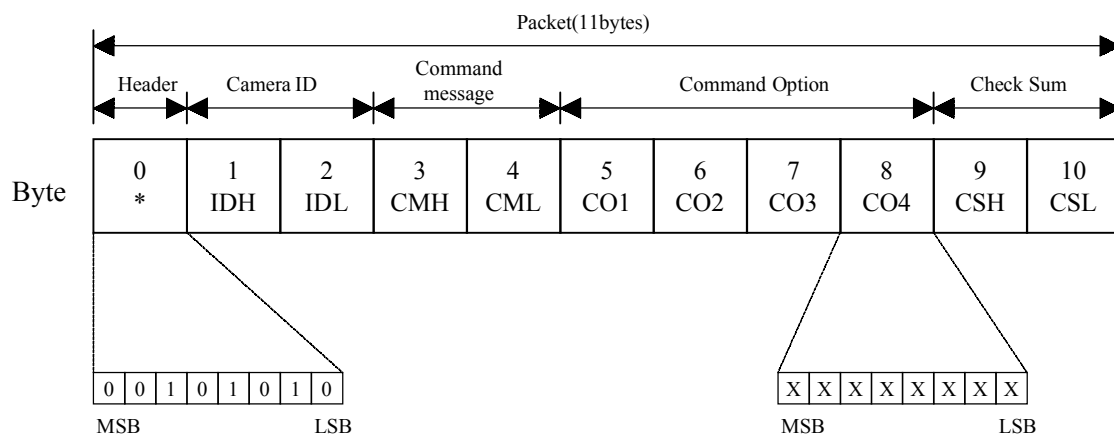 Packet(11bytes)
Header Camera ID Command message Command Option Check Sum
Byte
0 1 2 3 4 5 6 7 8 9 10
* IDH IDL CMH CML CO1 CO2 CO3 CO4 CSH CSL
0 0 1 0 1 0 1 0 X X X X X X X X
MSB LSB MSB LSB